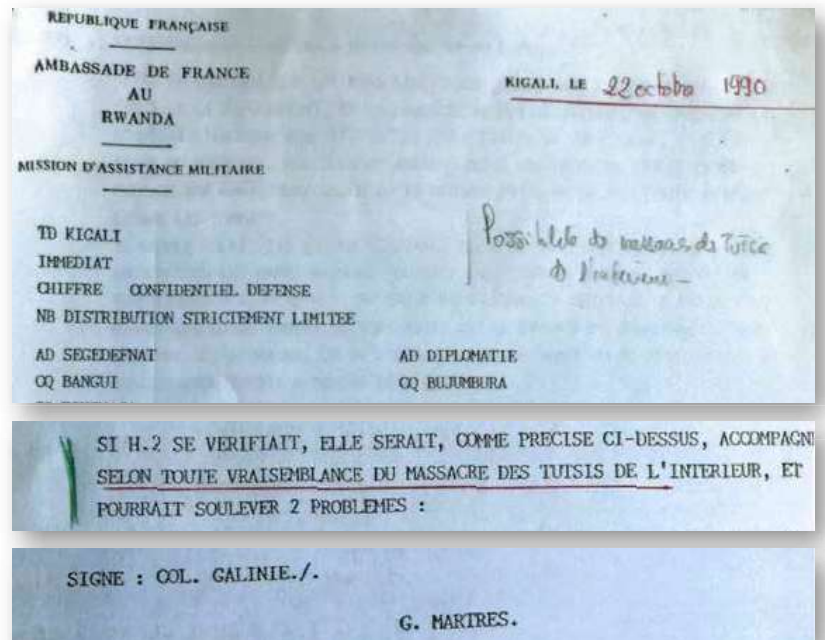 REPUBLIQUE FRANÇAISE
AMBASSADE DE FRANCE
AU
RWANDA
MISSION D'ASSISTANCE MILITAIRE
KIGALI, LE 22 octobre 1990
TD KIGALI
IMMEDIAT
CHIFFRE CONFIDENTIEL DEFENSE
NB DISTRIBUTION STRICTEMENT LIMITEE
de l'intérieur -
AD SEGEDEFNAT AD DIPLOMATIE
CQ BANGUI CQ BUJUMBURA
SI H.2 SE VERIFIAIT, ELLE SERAIT, COMME PRECISE CI-DESSUS, ACCOMPAGN
SELON TOUTE VRAISEMBLANCE DU MASSACRE DES TUTSIS DE L'INTERIEUR, ET
POURRAIT SOULEVER 2 PROBLEMES :
SIGNE : COL. GALINIE./.
G. MARTRES.